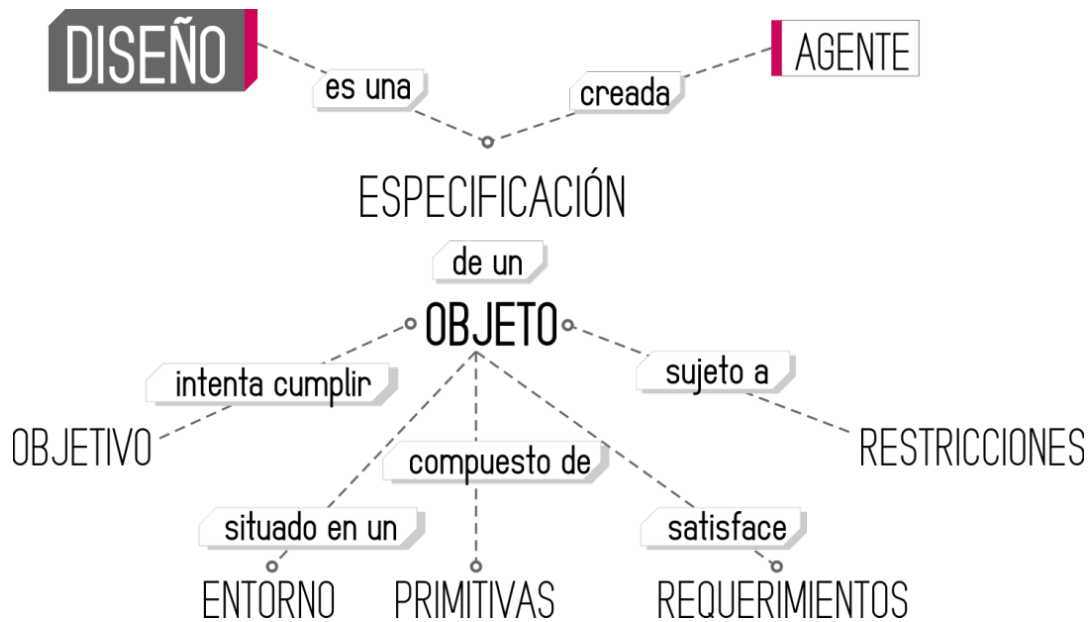 DISEÑO
AGENTE
es una
creada
ESPECIFICACIÓN
de un
OBJETO
intenta cumplir
sujeto a
OBJETIVO
compuesto de
RESTRICCIONES
situado en un
satisface
ENTORNO
PRIMITIVAS
REQUERIMIENTOS